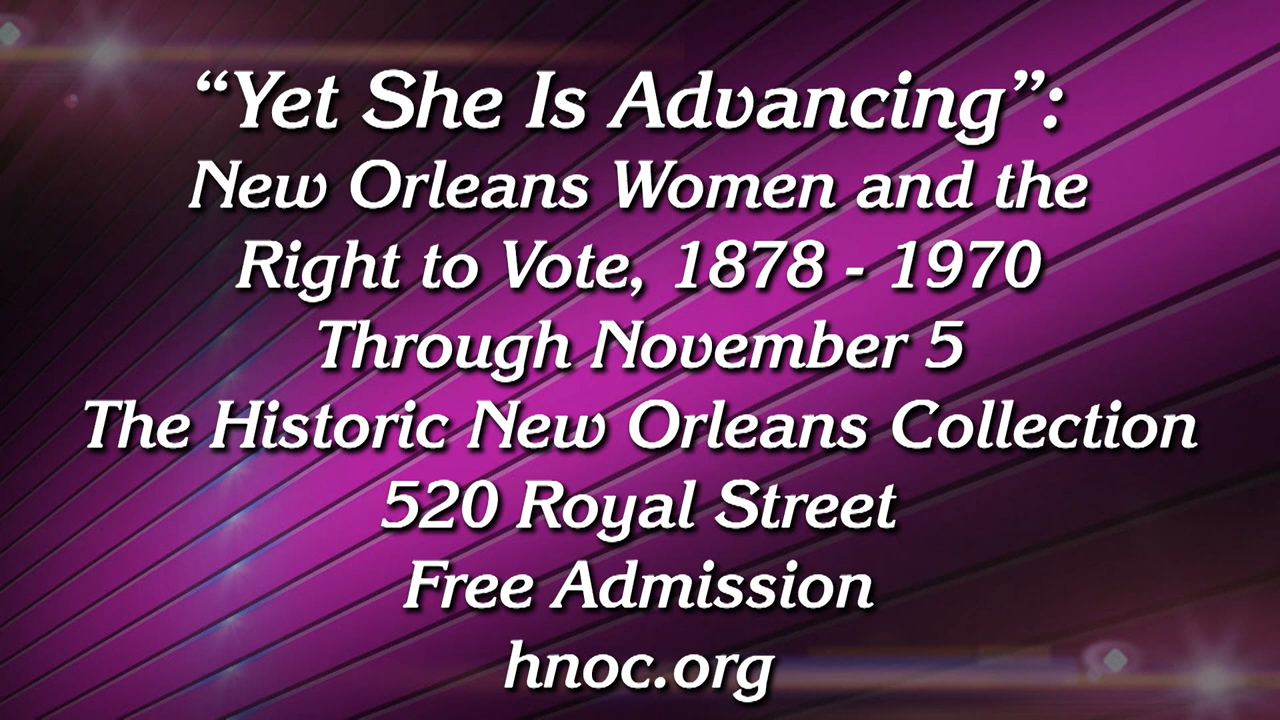 “Yet She Is Advancing”:
New Orleans Women and the
Right to Vote, 1878 - 1970
Through November 5
The Historic New Orleans Collection
520 Royal Street
Free Admission
hnoc.org